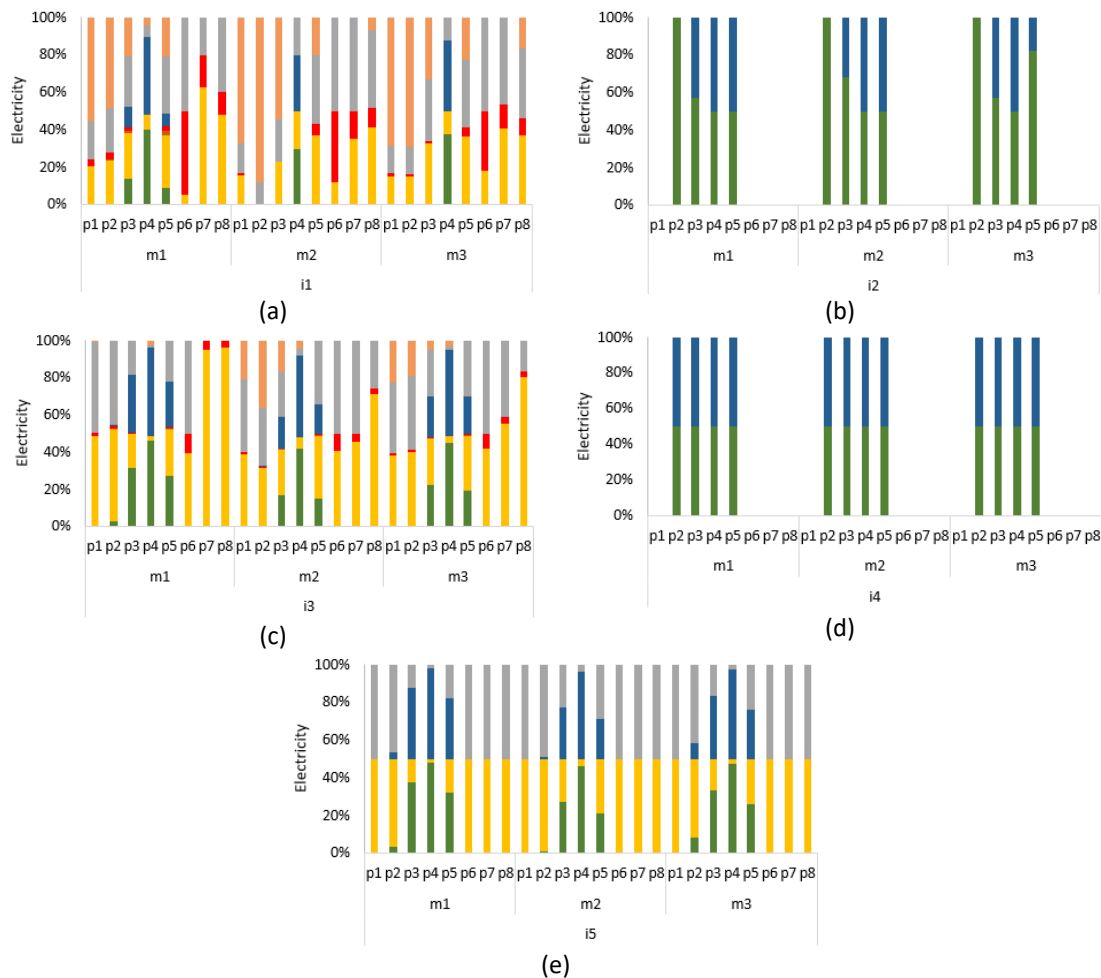 100%
80%
60%
40%
20%
0%
Electricity
p1 p2 p3 p4 p5 p6 p7 p8 p1 p2 p3 p4 p5 p6 p7 p8 p1 p2 p3 p4 p5 p6 p7 p8
m1 m2 m3
i1
(a)
100%
80%
60%
40%
20%
0%
Electricity
p1 p2 p3 p4 p5 p6 p7 p8 p1 p2 p3 p4 p5 p6 p7 p8 p1 p2 p3 p4 p5 p6 p7 p8
m1 m2 m3
i2
(b)
100%
80%
60%
40%
20%
0%
Electricity
p1 p2 p3 p4 p5 p6 p7 p8 p1 p2 p3 p4 p5 p6 p7 p8 p1 p2 p3 p4 p5 p6 p7 p8
m1 m2 m3
i3
(c)
100%
80%
60%
40%
20%
0%
Electricity
p1 p2 p3 p4 p5 p6 p7 p8 p1 p2 p3 p4 p5 p6 p7 p8 p1 p2 p3 p4 p5 p6 p7 p8
m1 m2 m3
i4
(d)
100%
80%
60%
40%
20%
0%
Electricity
p1 p2 p3 p4 p5 p6 p7 p8 p1 p2 p3 p4 p5 p6 p7 p8 p1 p2 p3 p4 p5 p6 p7 p8
m1 m2 m3
i5
(e)